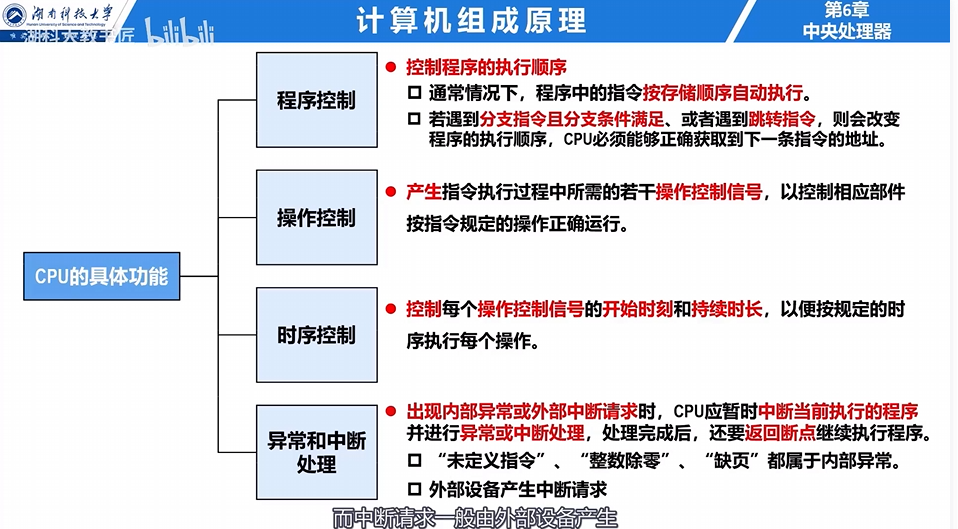 湖南科技大学
Hunan University of Science and Technology
湖科大教书匠 bilibili
计算机组成原理
第6章
中央处理器
CPU的具体功能
程序控制
控制程序的执行顺序
通常情况下，程序中的指令按存储顺序自动执行。
若遇到分支指令且分支条件满足、或者遇到跳转指令，则会改变
程序的执行顺序，CPU必须能够正确获取到下一条指令的地址。
操作控制
产生指令执行过程中所需的若干操作控制信号，以控制相应部件
按指令规定的操作正确运行。
时序控制
控制每个操作控制信号的开始时刻和持续时长，以便按规定的时
序执行每个操作。
异常和中断
处理
出现内部异常或外部中断请求时，CPU应暂时中断当前执行的程序
并进行异常或中断处理，处理完成后，还要返回断点继续执行程序。
“未定义指令”、“整数除零”、“缺页”都属于内部异常。
外部设备产生中断请求
而中断请求一般由外部设备产生